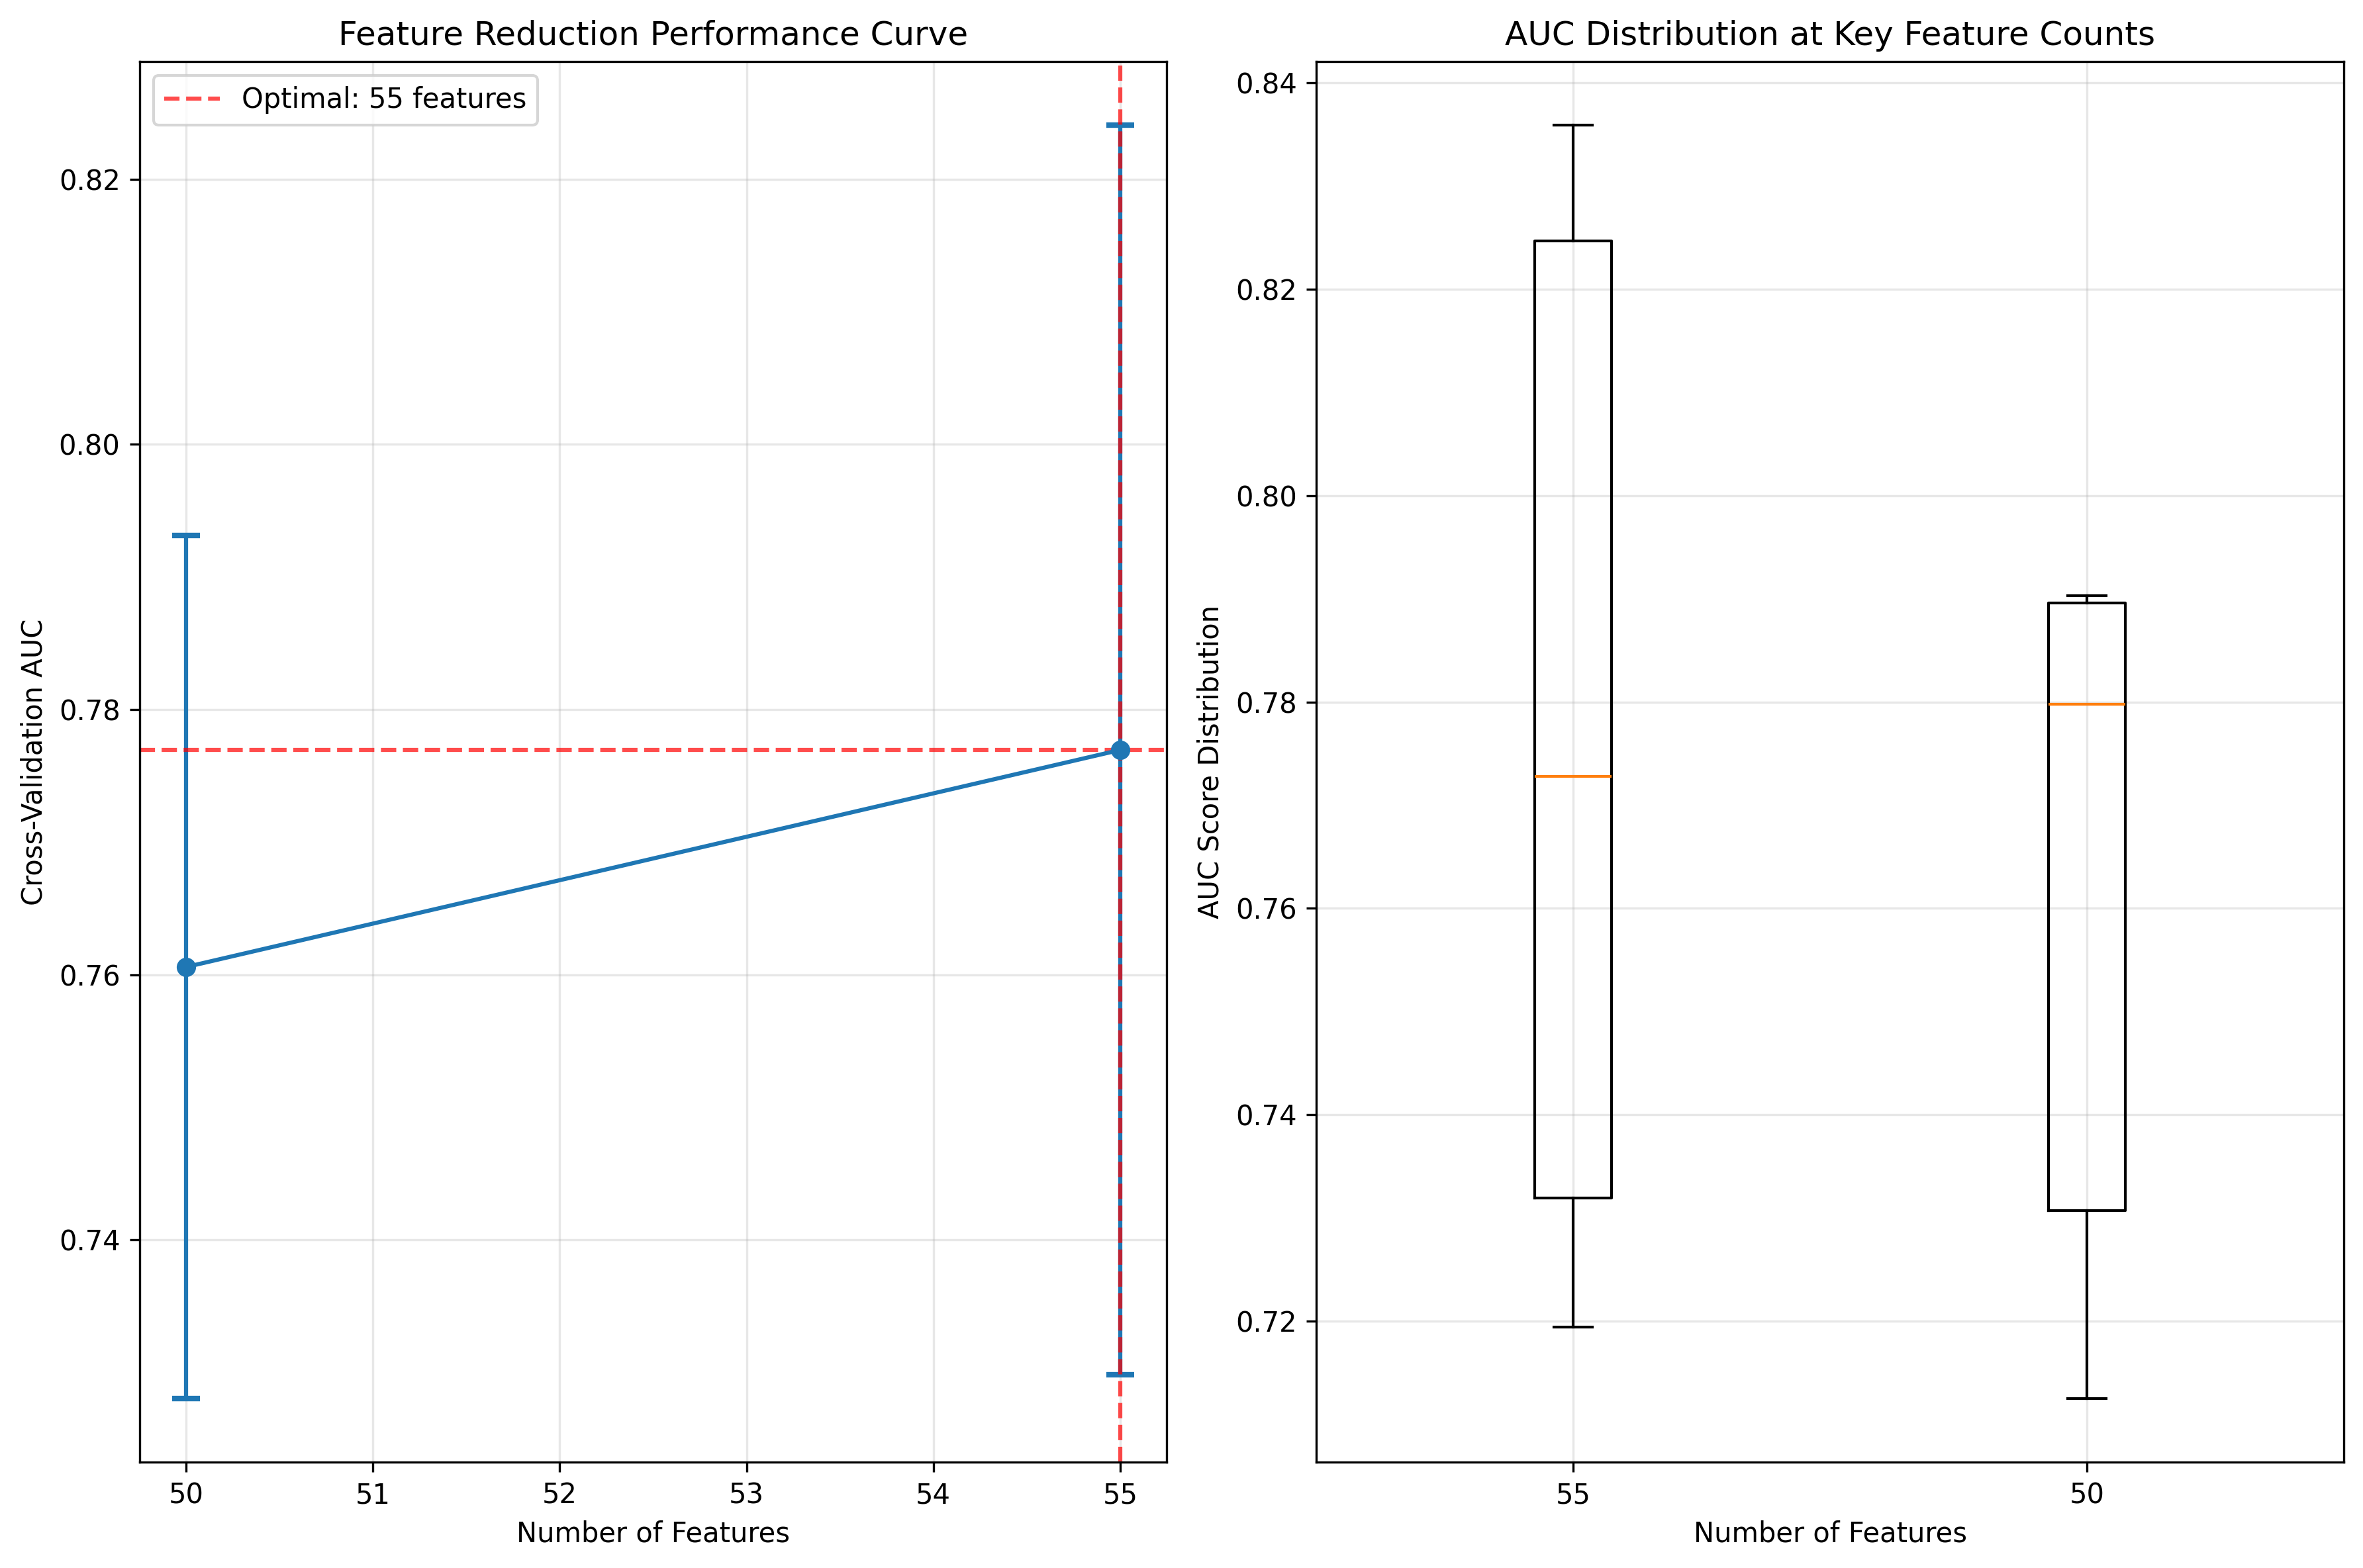 Feature Reduction Performance Curve
Optimal: 55 features
0.82
0.80
0.78
0.76
0.74
Cross-Validation AUC
50 51 52 53 54 55
Number of Features
AUC Distribution at Key Feature Counts
0.84
0.82
0.80
0.78
0.76
0.74
0.72
AUC Score Distribution
55 50
Number of Features